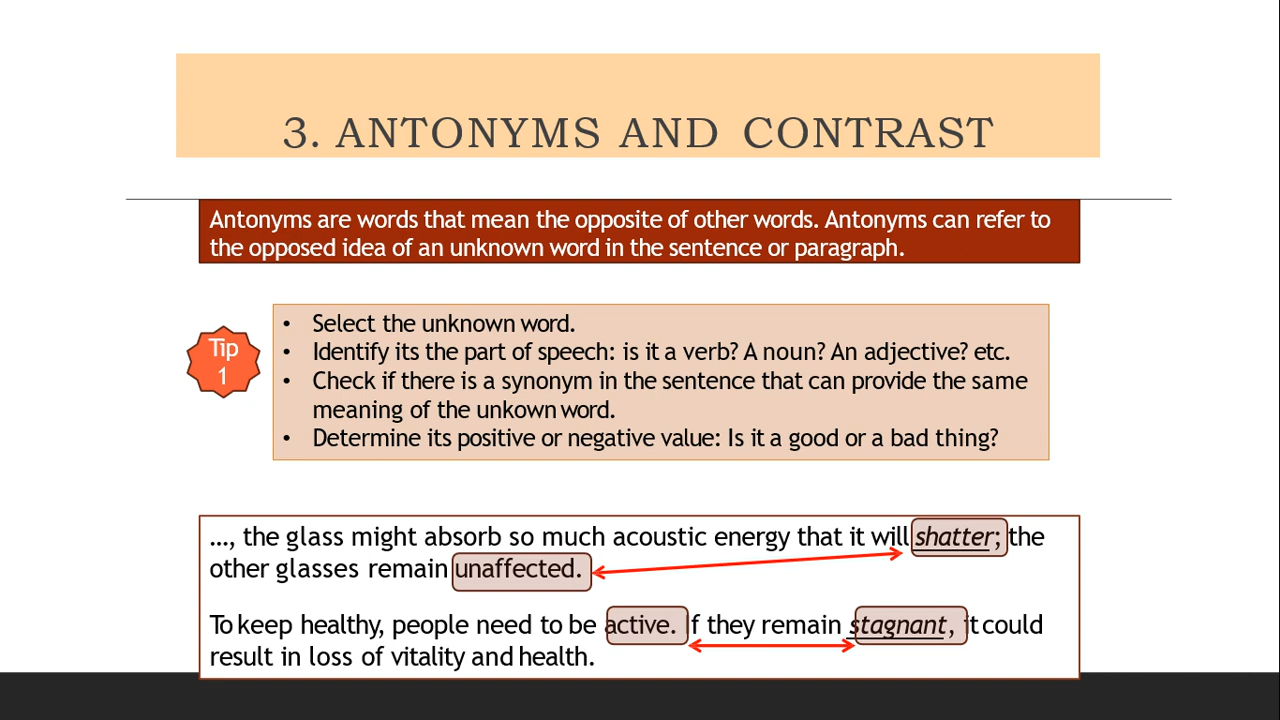 3. ANTONYMS AND CONTRAST
Antonyms are words that mean the opposite of other words. Antonyms can refer to
the opposed idea of an unknown word in the sentence or paragraph.
Tip
1
• Select the unknown word.
• Identify its the part of speech: is it a verb? A noun? An adjective? etc.
• Check if there is a synonym in the sentence that can provide the same
meaning of the unkown word.
• Determine its positive or negative value: Is it a good or a bad thing?
..., the glass might absorb so much acoustic energy that it will shatter; the
other glasses remain unaffected.
To keep healthy, people need to be active. If they remain stagnant, it could
result in loss of vitality and health.